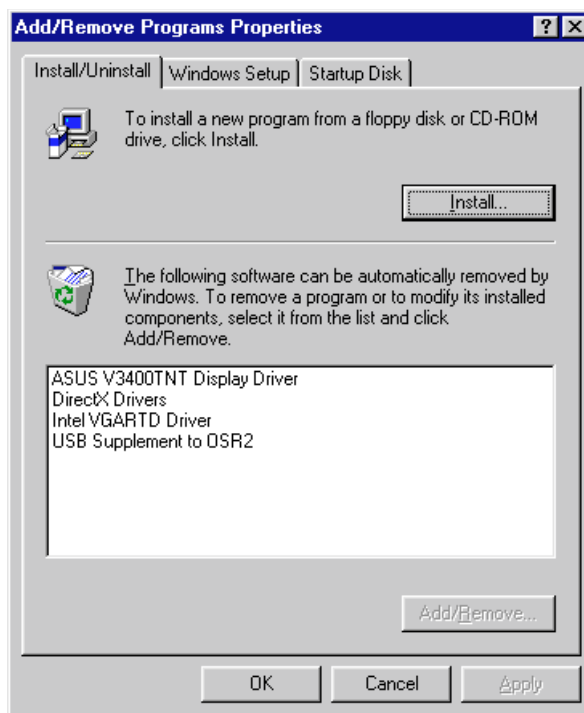 Add/Remove Programs Properties
Install/Uninstall
Windows Setup
Startup Disk
To install a new program from a floppy disk or CD-ROM
drive, click Install.
Install...
The following software can be automatically removed by
Windows. To remove a program or to modify its installed
components, select it from the list and click
Add/Remove.
ASUS V3400TNT Display Driver
DirectX Drivers
Intel VGARTD Driver
USB Supplement to OSR2
Add/Remove...
OK
Cancel
Apply